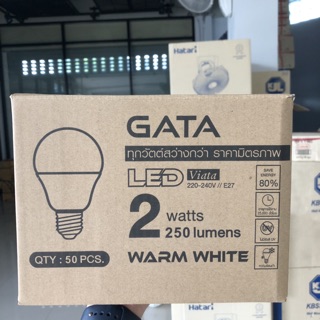 Hatari
GATA
ทุกวัตต์สว่างกว่า ราคามิตรภาพ
LED Viata
220-240V // E27
SAVE ENERGY
80%
2 watts
250 lumens
WARM WHITE
QTY : 50 PCS.
Hatari
KBS